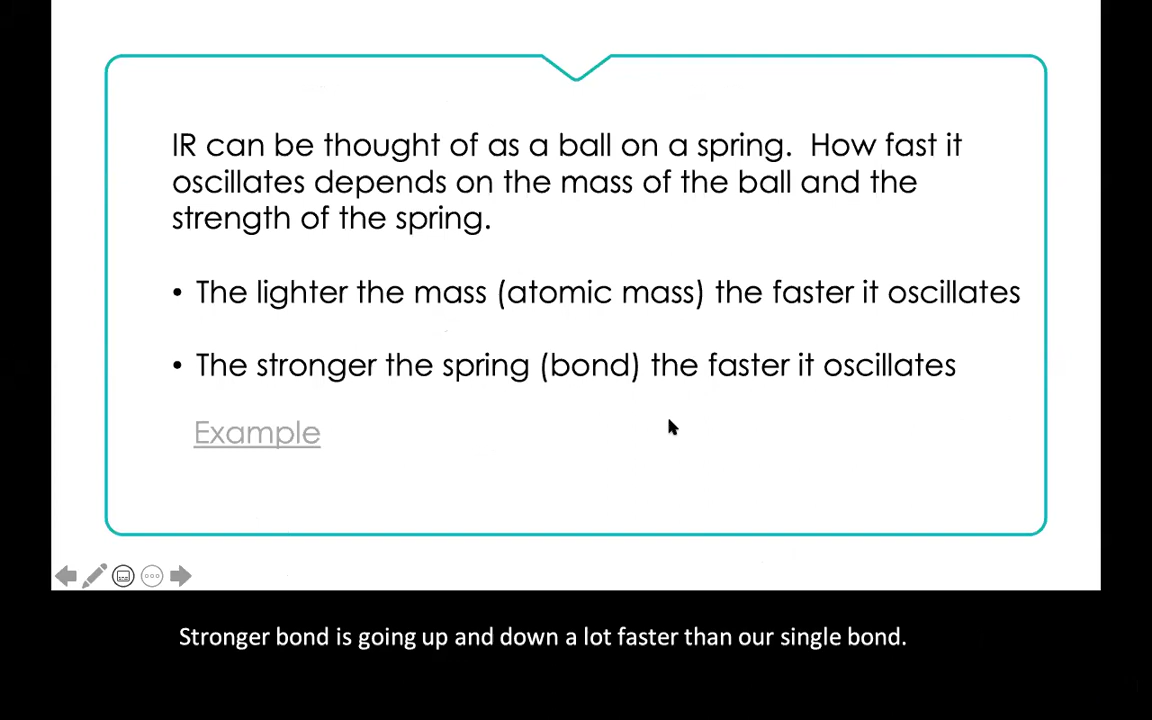 IR can be thought of as a ball on a spring.  How fast it
oscillates depends on the mass of the ball and the
strength of the spring.
• The lighter the mass (atomic mass) the faster it oscillates
• The stronger the spring (bond) the faster it oscillates
Example
Stronger bond is going up and down a lot faster than our single bond.